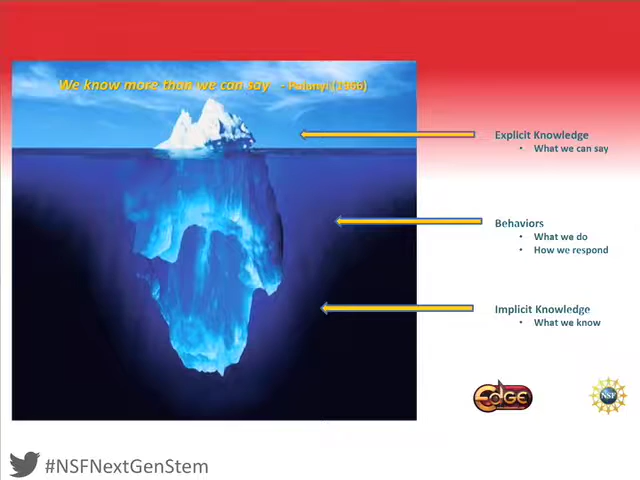 We know more than we can say - Polanyi (1966)
Explicit Knowledge
• What we can say
Behaviors
• What we do
• How we respond
Implicit Knowledge
• What we know
EDGE
NSF
#NSFNextGenStem